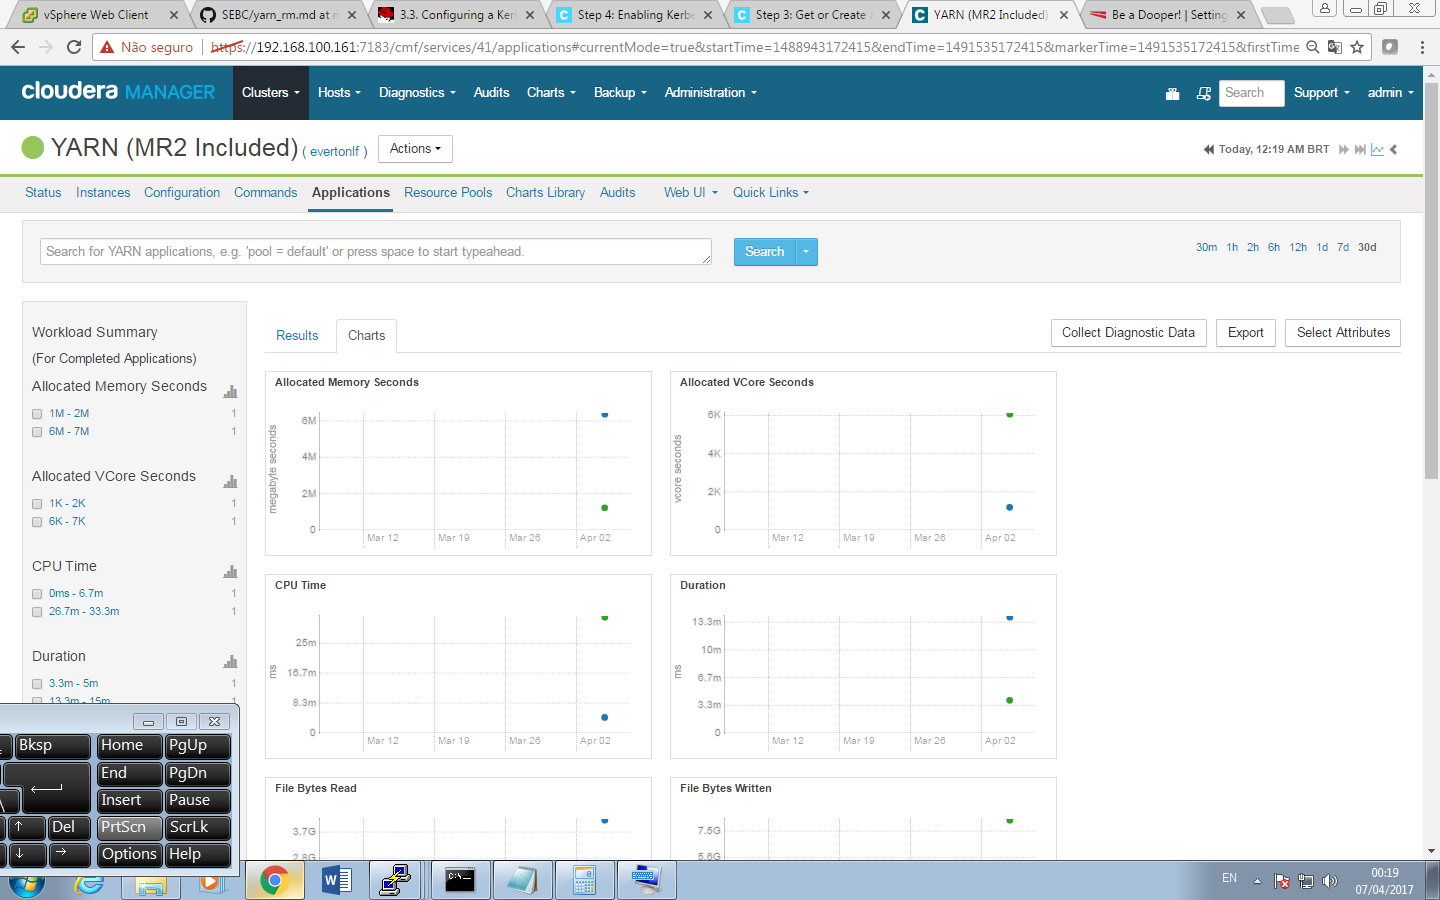 vSphere Web Client
SEBC/yarn_rm.md at m
3.3. Configuring a Ker
Step 4: Enabling Kerbe
Step 3: Get or Create a
YARN (MR2 Included)
Be a Dooper! | Setting
Não seguro | https://192.168.100.161:7183/cmf/services/41/applications#currentMode=true&startTime=1488943172415&endTime=1491535172415&markerTime=1491535172415&firstTime
cloudera MANAGER Clusters Hosts Diagnostics Audits Charts Backup Administration Search Support admin
YARN (MR2 Included) ( evertonlf ) Actions
Today, 12:19 AM BRT
Status Instances Configuration Commands Applications Resource Pools Charts Library Audits Web UI Quick Links
Search for YARN applications, e.g. 'pool = default' or press space to start typeahead.
Search
30m 1h 2h 6h 12h 1d 7d 30d
Workload Summary
(For Completed Applications)
Allocated Memory Seconds
1M - 2M 1
6M - 7M 1
Allocated VCore Seconds
1K - 2K 1
6K - 7K 1
CPU Time
0ms - 6.7m 1
26.7m - 33.3m 1
Duration
3.3m - 5m 1
13.3m - 15m 1
Results Charts
Collect Diagnostic Data Export Select Attributes
Allocated Memory Seconds
megabyte seconds
6M
4M
2M
0
Mar 12 Mar 19 Mar 26 Apr 02
Allocated VCore Seconds
vcore seconds
6K
4K
2K
0
Mar 12 Mar 19 Mar 26 Apr 02
CPU Time
ms
25m
16.7m
8.3m
0
Mar 12 Mar 19 Mar 26 Apr 02
Duration
ms
13.3m
10m
6.7m
3.3m
0
Mar 12 Mar 19 Mar 26 Apr 02
File Bytes Read
3.7G
2.8G
File Bytes Written
7.5G
5.6G
Bksp Home PgUp
End PgDn
\ Insert Pause
↑ Del PrtScn ScrLk
↓ → Options Help
C:\
EN
00:19
07/04/2017